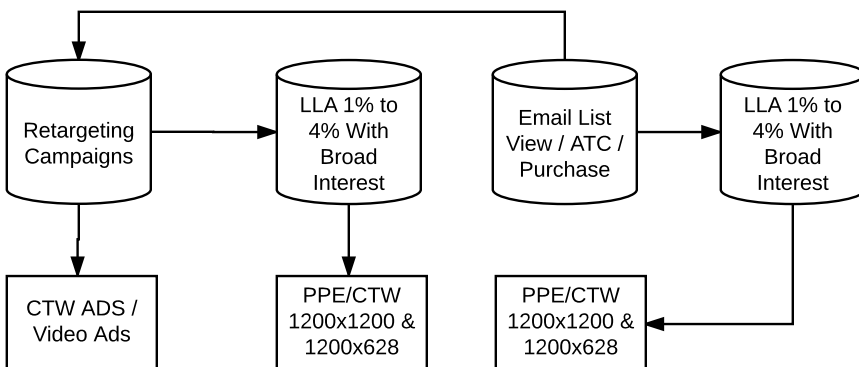 Retargeting
Campaigns
LLA 1% to
4% With
Broad
Interest
Email List
View / ATC /
Purchase
LLA 1% to
4% With
Broad
Interest
CTW ADS /
Video Ads
PPE/CTW
1200x1200 &
1200x628
PPE/CTW
1200x1200 &
1200x628